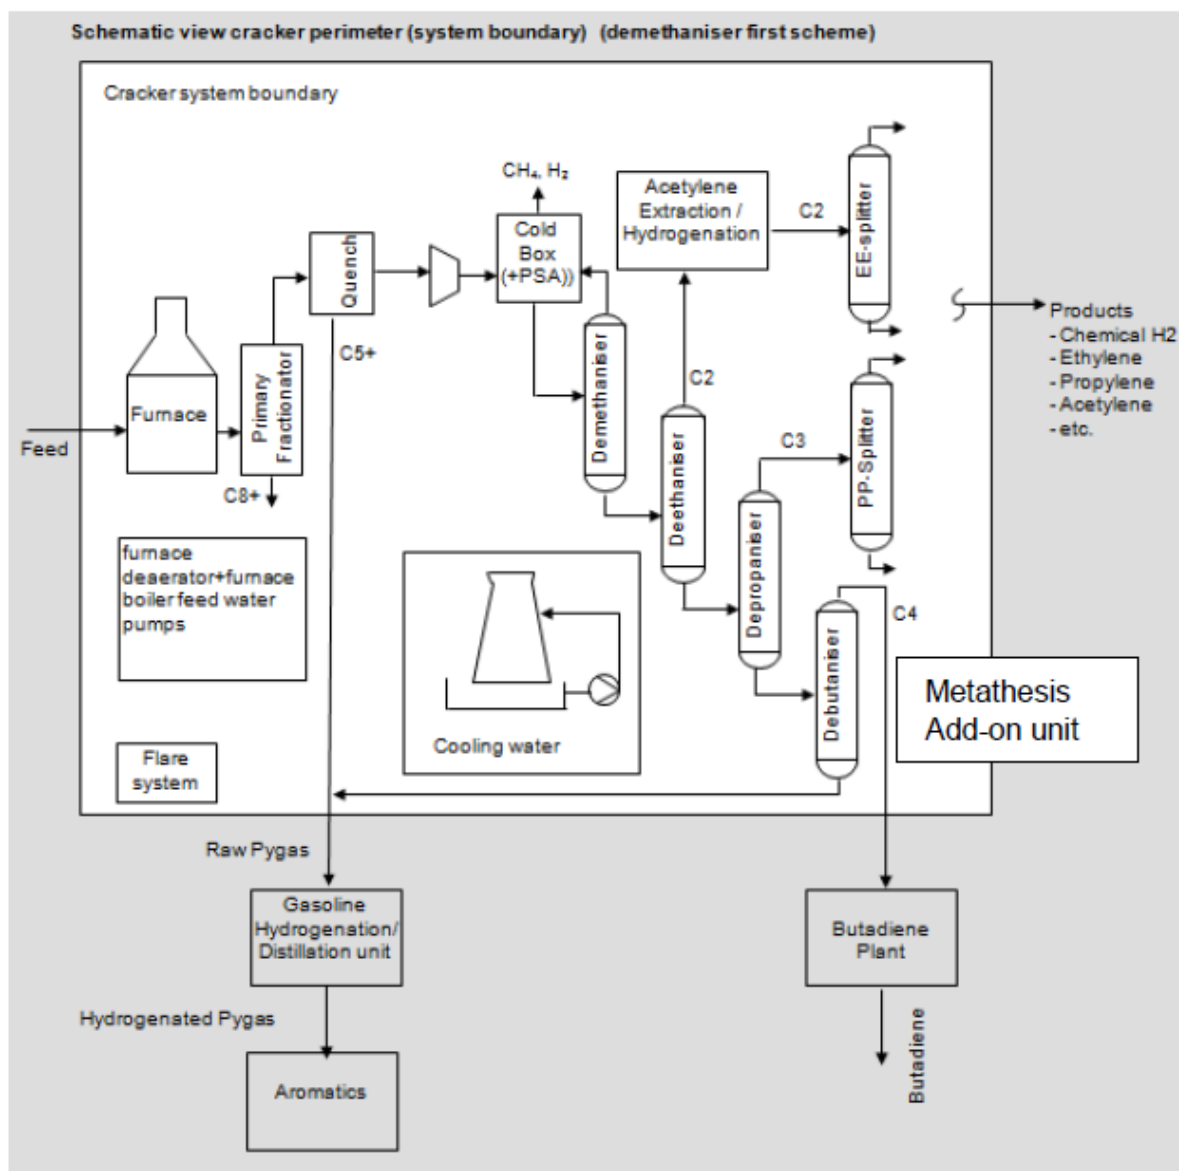 Schematic view cracker perimeter (system boundary)  (demethaniser first scheme)
Cracker system boundary
CH₄, H₂
Acetylene
Extraction /
Hydrogenation
C2
EE-splitter
Cold
Box
(+PSA))
Quench
Products
- Chemical H2
- Ethylene
- Propylene
- Acetylene
- etc.
C5+
Furnace
Primary
Fractionator
Demethaniser
C2
Deethaniser
C3
PP-Splitter
Feed
C8+
Depropaniser
furnace
deaerator+furnace
boiler feed water
pumps
C4
Debutaniser
Metathesis
Add-on unit
Cooling water
Flare
system
Raw Pygas
Gasoline
Hydrogenation/
Distillation unit
Butadiene
Plant
Hydrogenated Pygas
Butadiene
Aromatics